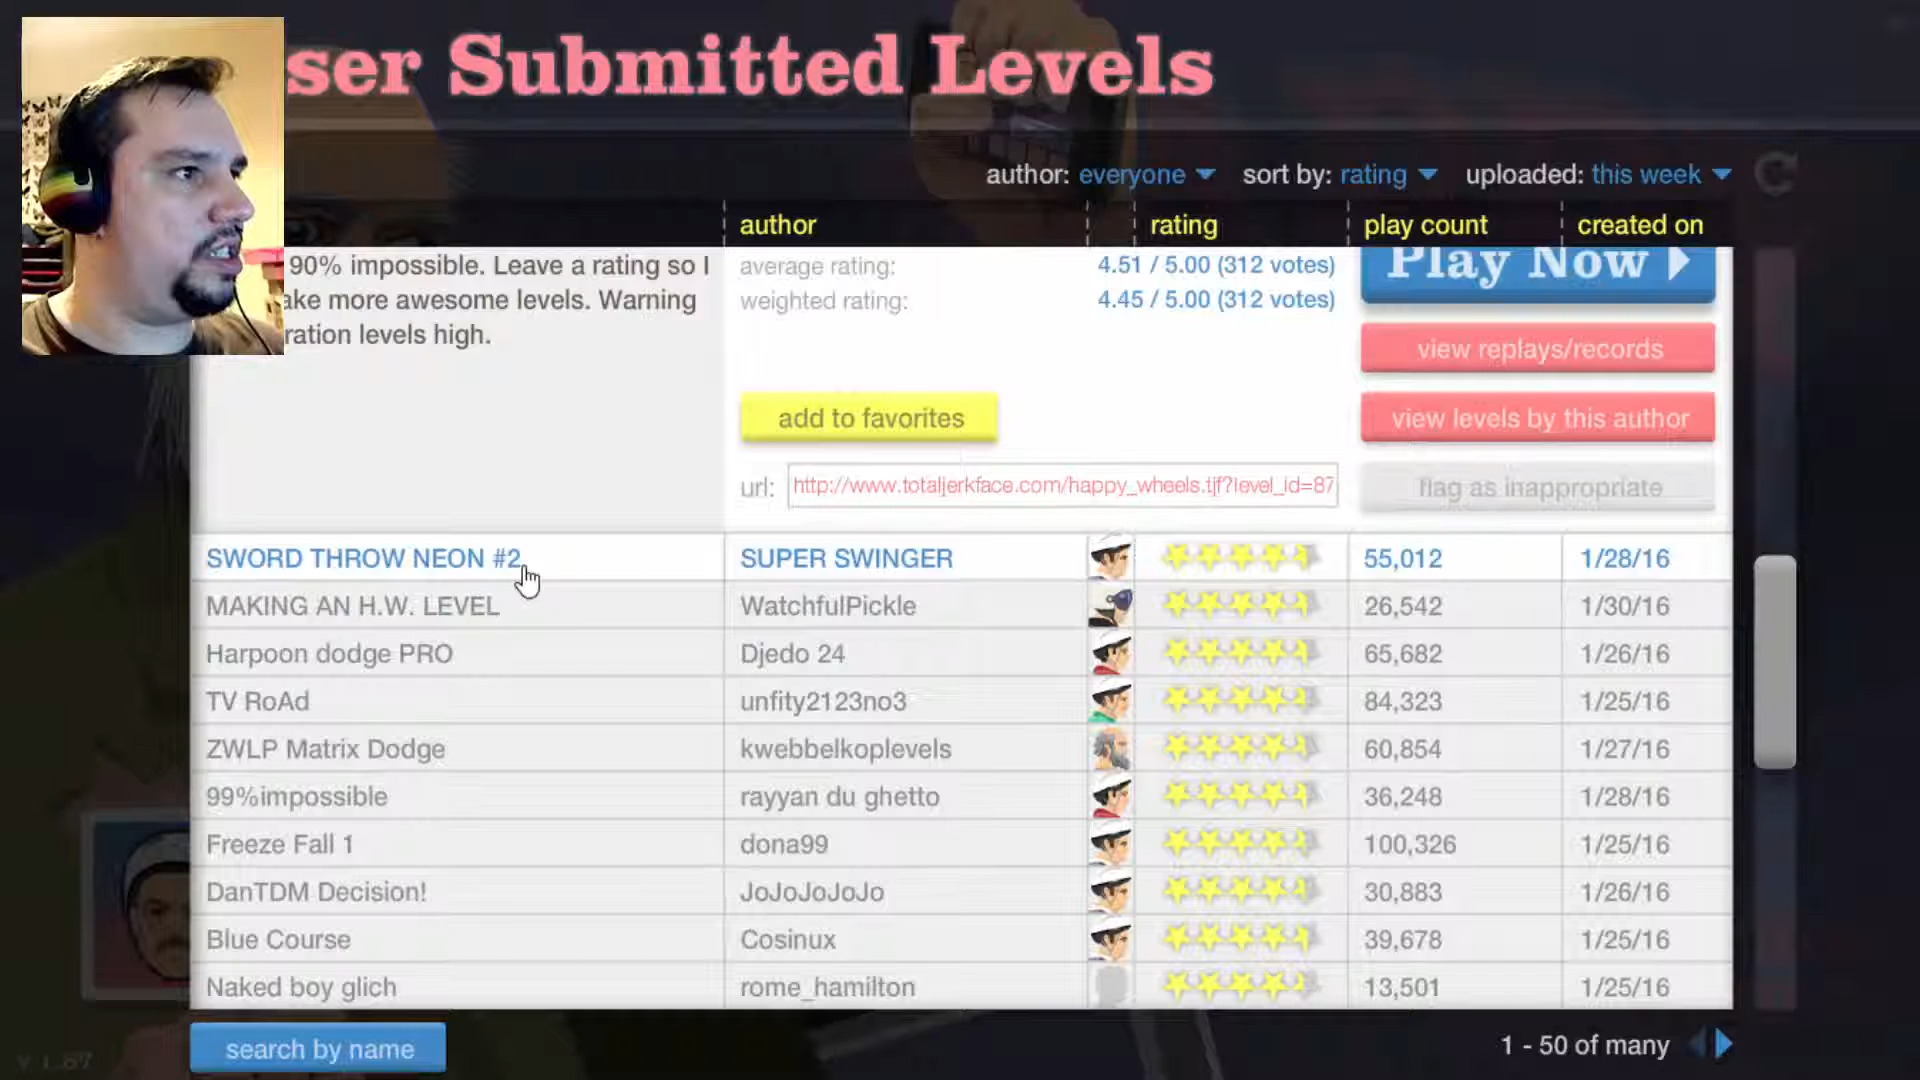 ser Submitted Levels
author: everyone sort by: rating uploaded: this week
author rating play count created on
90% impossible. Leave a rating so I
ake more awesome levels. Warning
ration levels high.
average rating: 4.51 / 5.00 (312 votes)
weighted rating: 4.45 / 5.00 (312 votes)
Play Now
view replays/records
add to favorites
view levels by this author
url: http://www.totaljerkface.com/happy_wheels.tjf?level_id=87
flag as inappropriate
SWORD THROW NEON #2 SUPER SWINGER 55,012 1/28/16
MAKING AN H.W. LEVEL WatchfulPickle 26,542 1/30/16
Harpoon dodge PRO Djedo 24 65,682 1/26/16
TV RoAd unfity2123no3 84,323 1/25/16
ZWLP Matrix Dodge kwebbelkoplevels 60,854 1/27/16
99%impossible rayyan du ghetto 36,248 1/28/16
Freeze Fall 1 dona99 100,326 1/25/16
DanTDM Decision! JoJoJoJoJo 30,883 1/26/16
Blue Course Cosinux 39,678 1/25/16
Naked boy glich rome_hamilton 13,501 1/25/16
search by name
1 - 50 of many
v 1.87